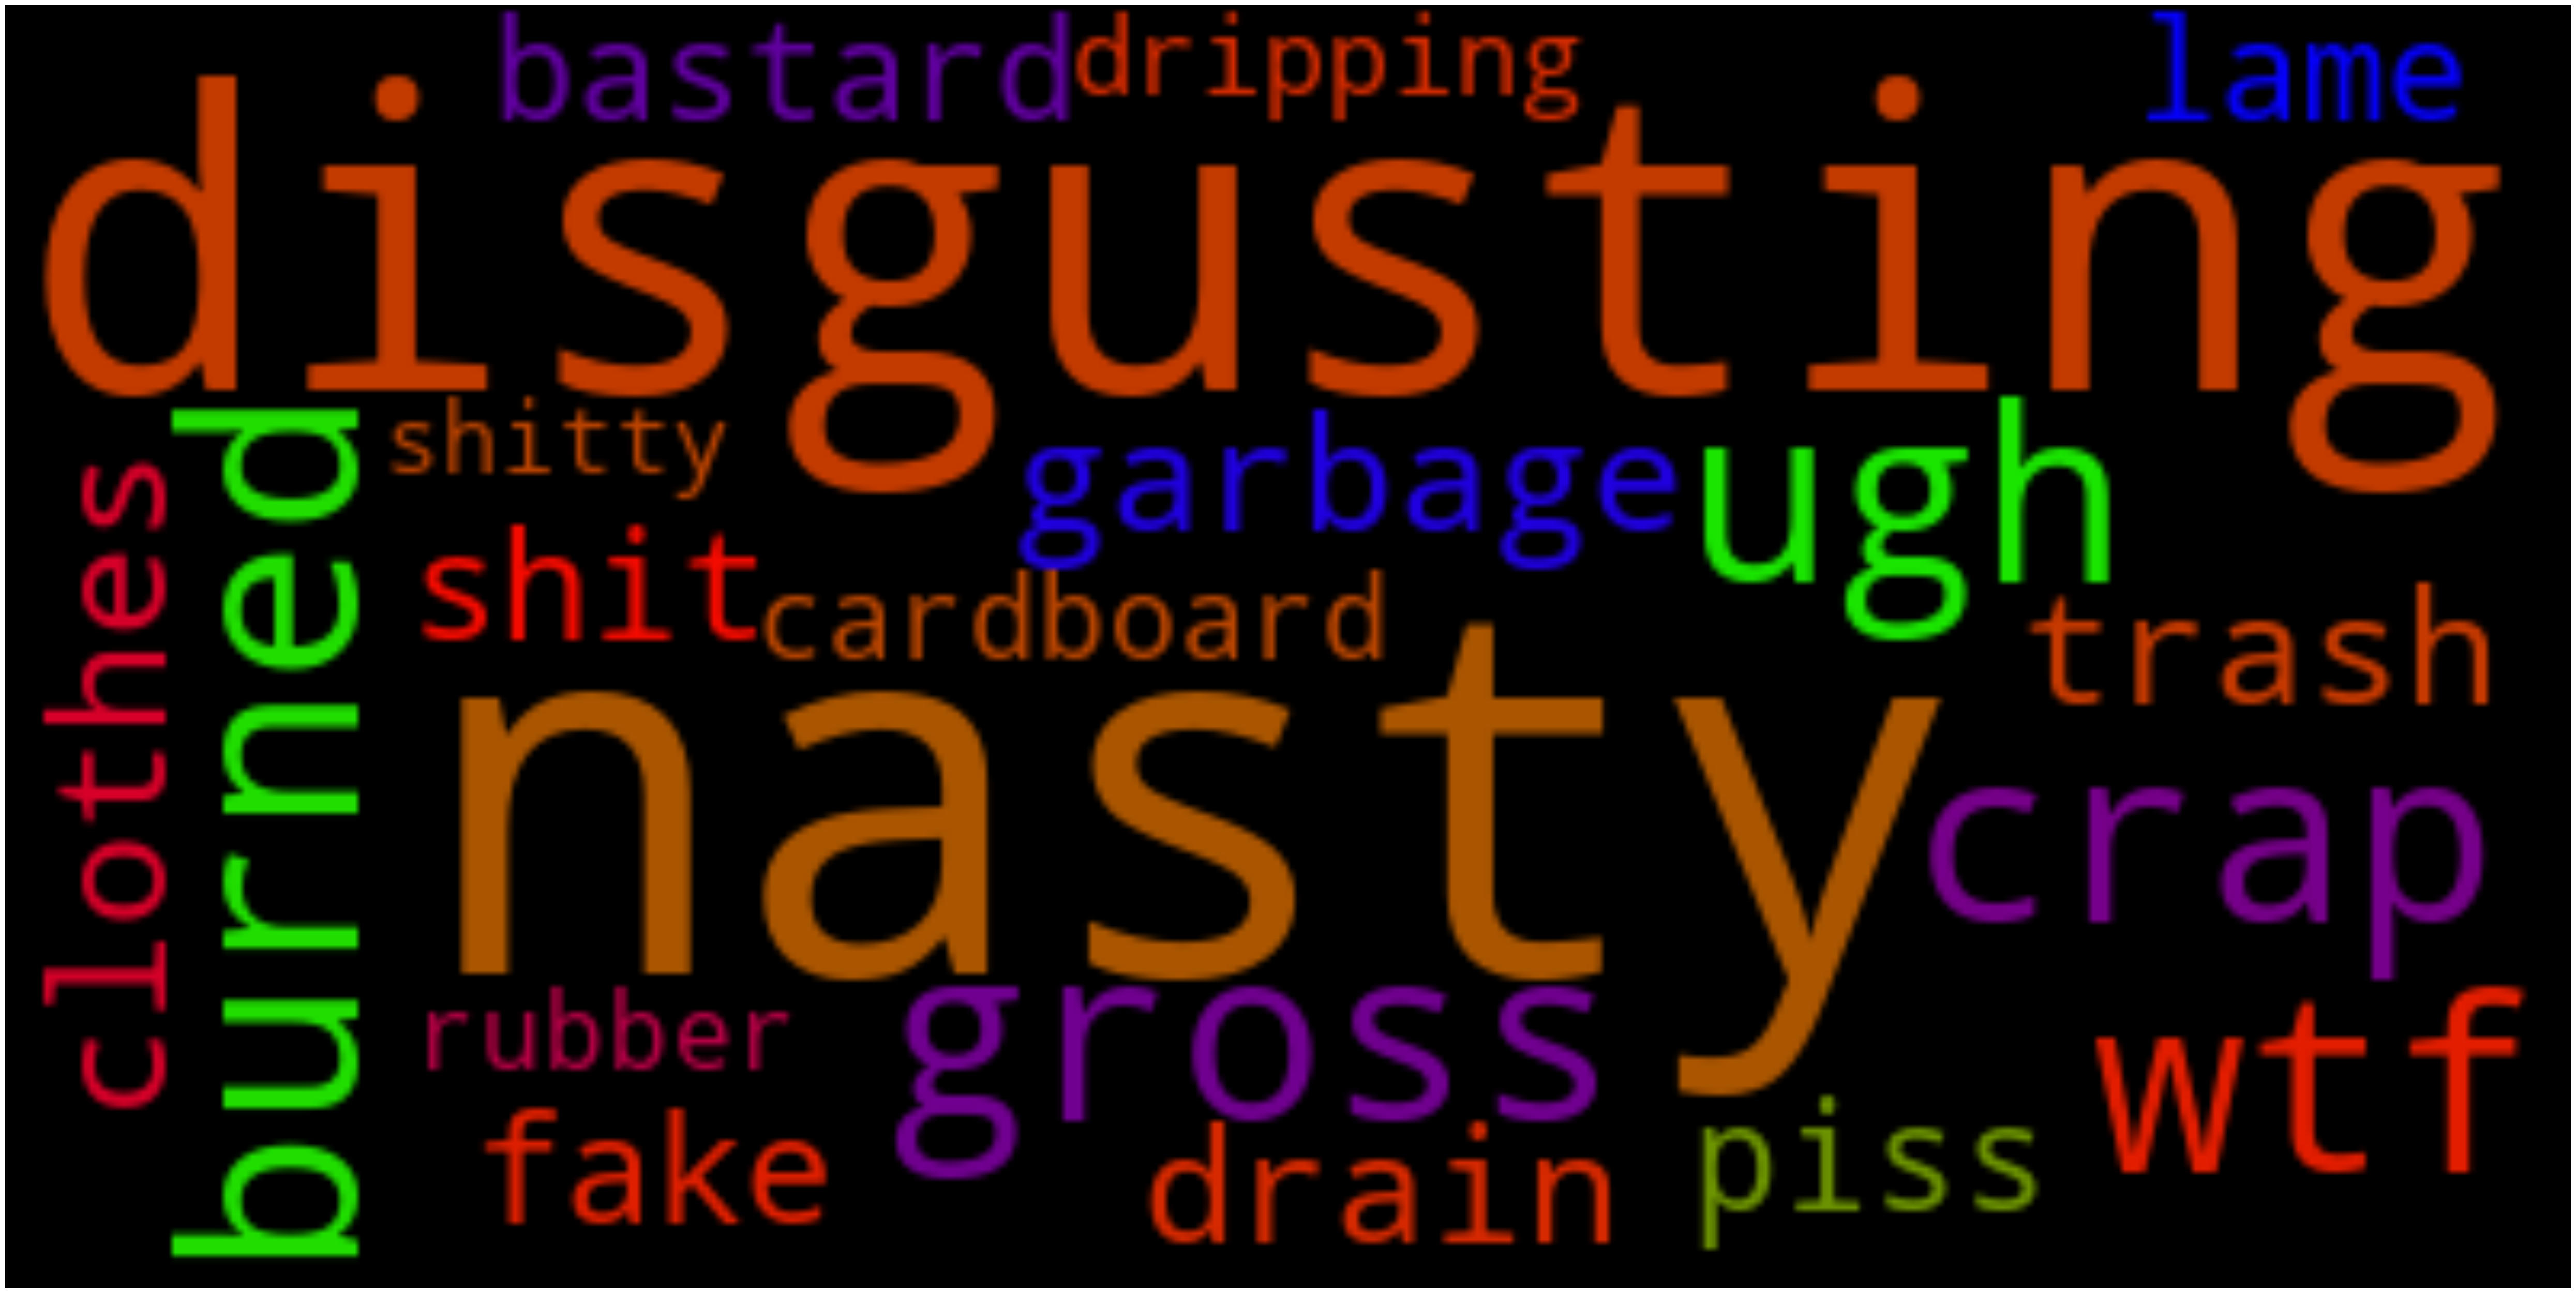 bastard
dripping
lame
disgusting
shitty
garbage
ugh
clothes
burned
shit
cardboard
trash
nasty
crap
rubber
gross
wtf
fake
drain
piss